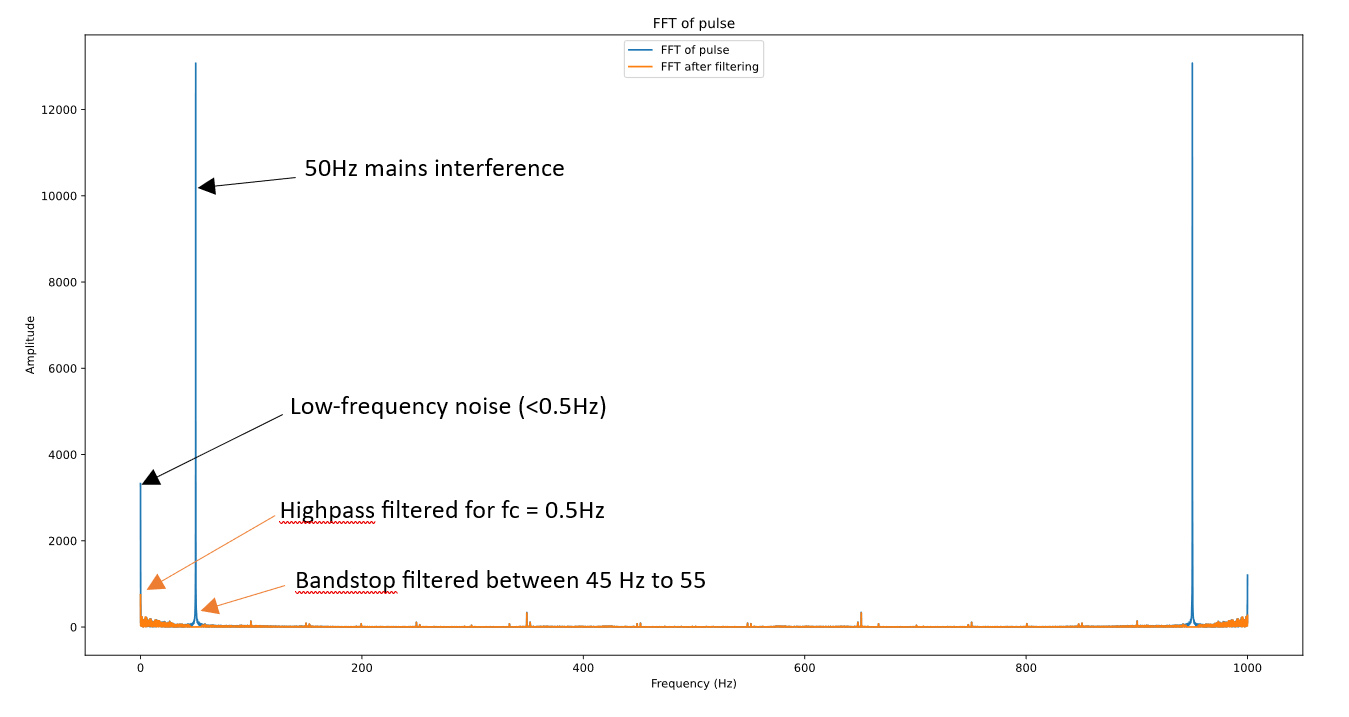 FFT of pulse
FFT of pulse
FFT after filtering
12000
10000
8000
6000
4000
2000
0
Amplitude
50Hz mains interference
Low-frequency noise (<0.5Hz)
Highpass filtered for fc = 0.5Hz
Bandstop filtered between 45 Hz to 55
0 200 400 600 800 1000
Frequency (Hz)